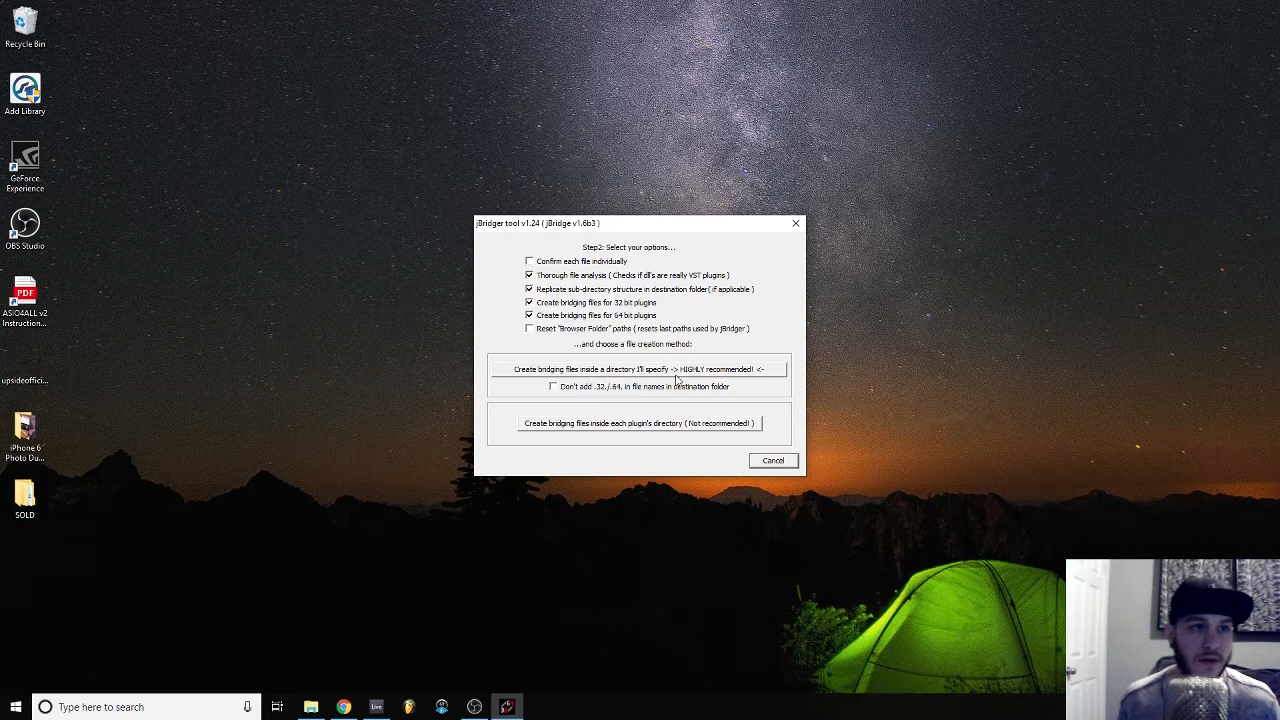 Recycle Bin
Add Library
GeForce
Experience
OBS Studio
PDF
ASIO4ALL v2
Instruction...
upsideoffici...
iPhone 6
Photo Du...
SOLD
jBridger tool v1.24 ( jBridge v1.6b3 )
Step2: Select your options...
Confirm each file individually
Thorough file analysis ( Checks if dll's are really VST plugins )
Replicate sub-directory structure in destination folder( if applicable )
Create bridging files for 32 bit plugins
Create bridging files for 64 bit plugins
Reset "Browser Folder" paths ( resets last paths used by JBridger )
...and choose a file creation method:
Create bridging files inside a directory I'll specify -> HIGHLY recommended! <-
Don't add .32./.64. in file names in destination folder
Create bridging files inside each plugin's directory ( Not recommended! )
Cancel
Type here to search
Live